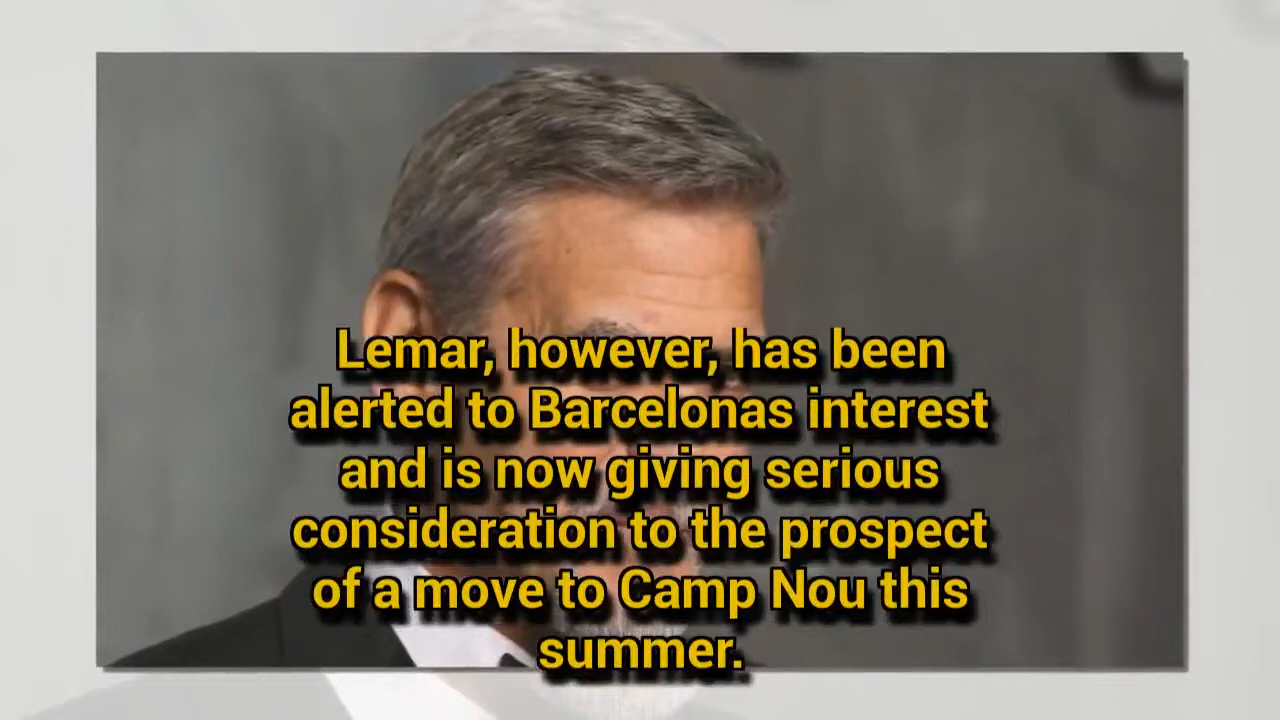 Lemar, however, has been
alerted to Barcelonas interest
and is now giving serious
consideration to the prospect
of a move to Camp Nou this
summer.